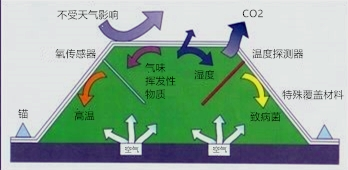 不受天气影响
CO2
氧传感器
气味
挥发性
物质
湿度
温度探测器
高温
致病菌
特殊覆盖材料
锚
空气
空气